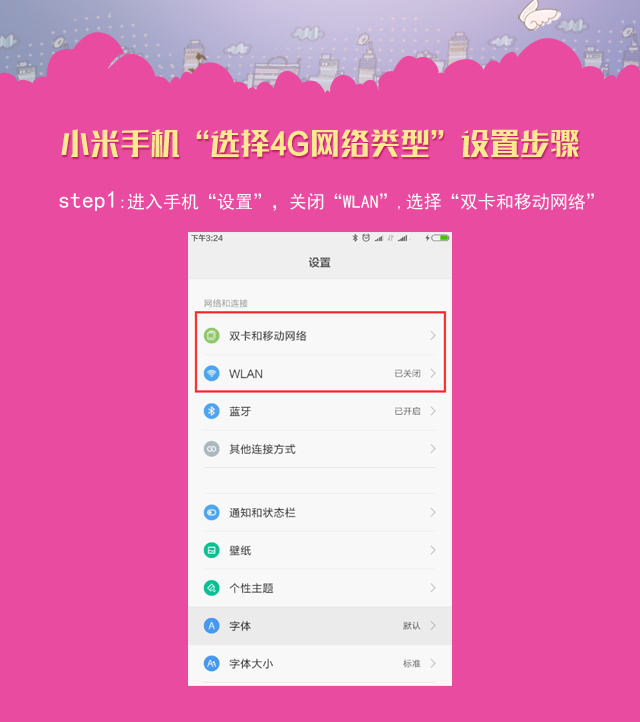 小米手机“选择4G网络类型”设置步骤
step1:进入手机“设置”，关闭“WLAN”,选择“双卡和移动网络”
下午3:24
设置
网络和连接
双卡和移动网络
WLAN 已关闭
蓝牙 已开启
其他连接方式
通知和状态栏
壁纸
个性主题
字体 默认
字体大小 标准